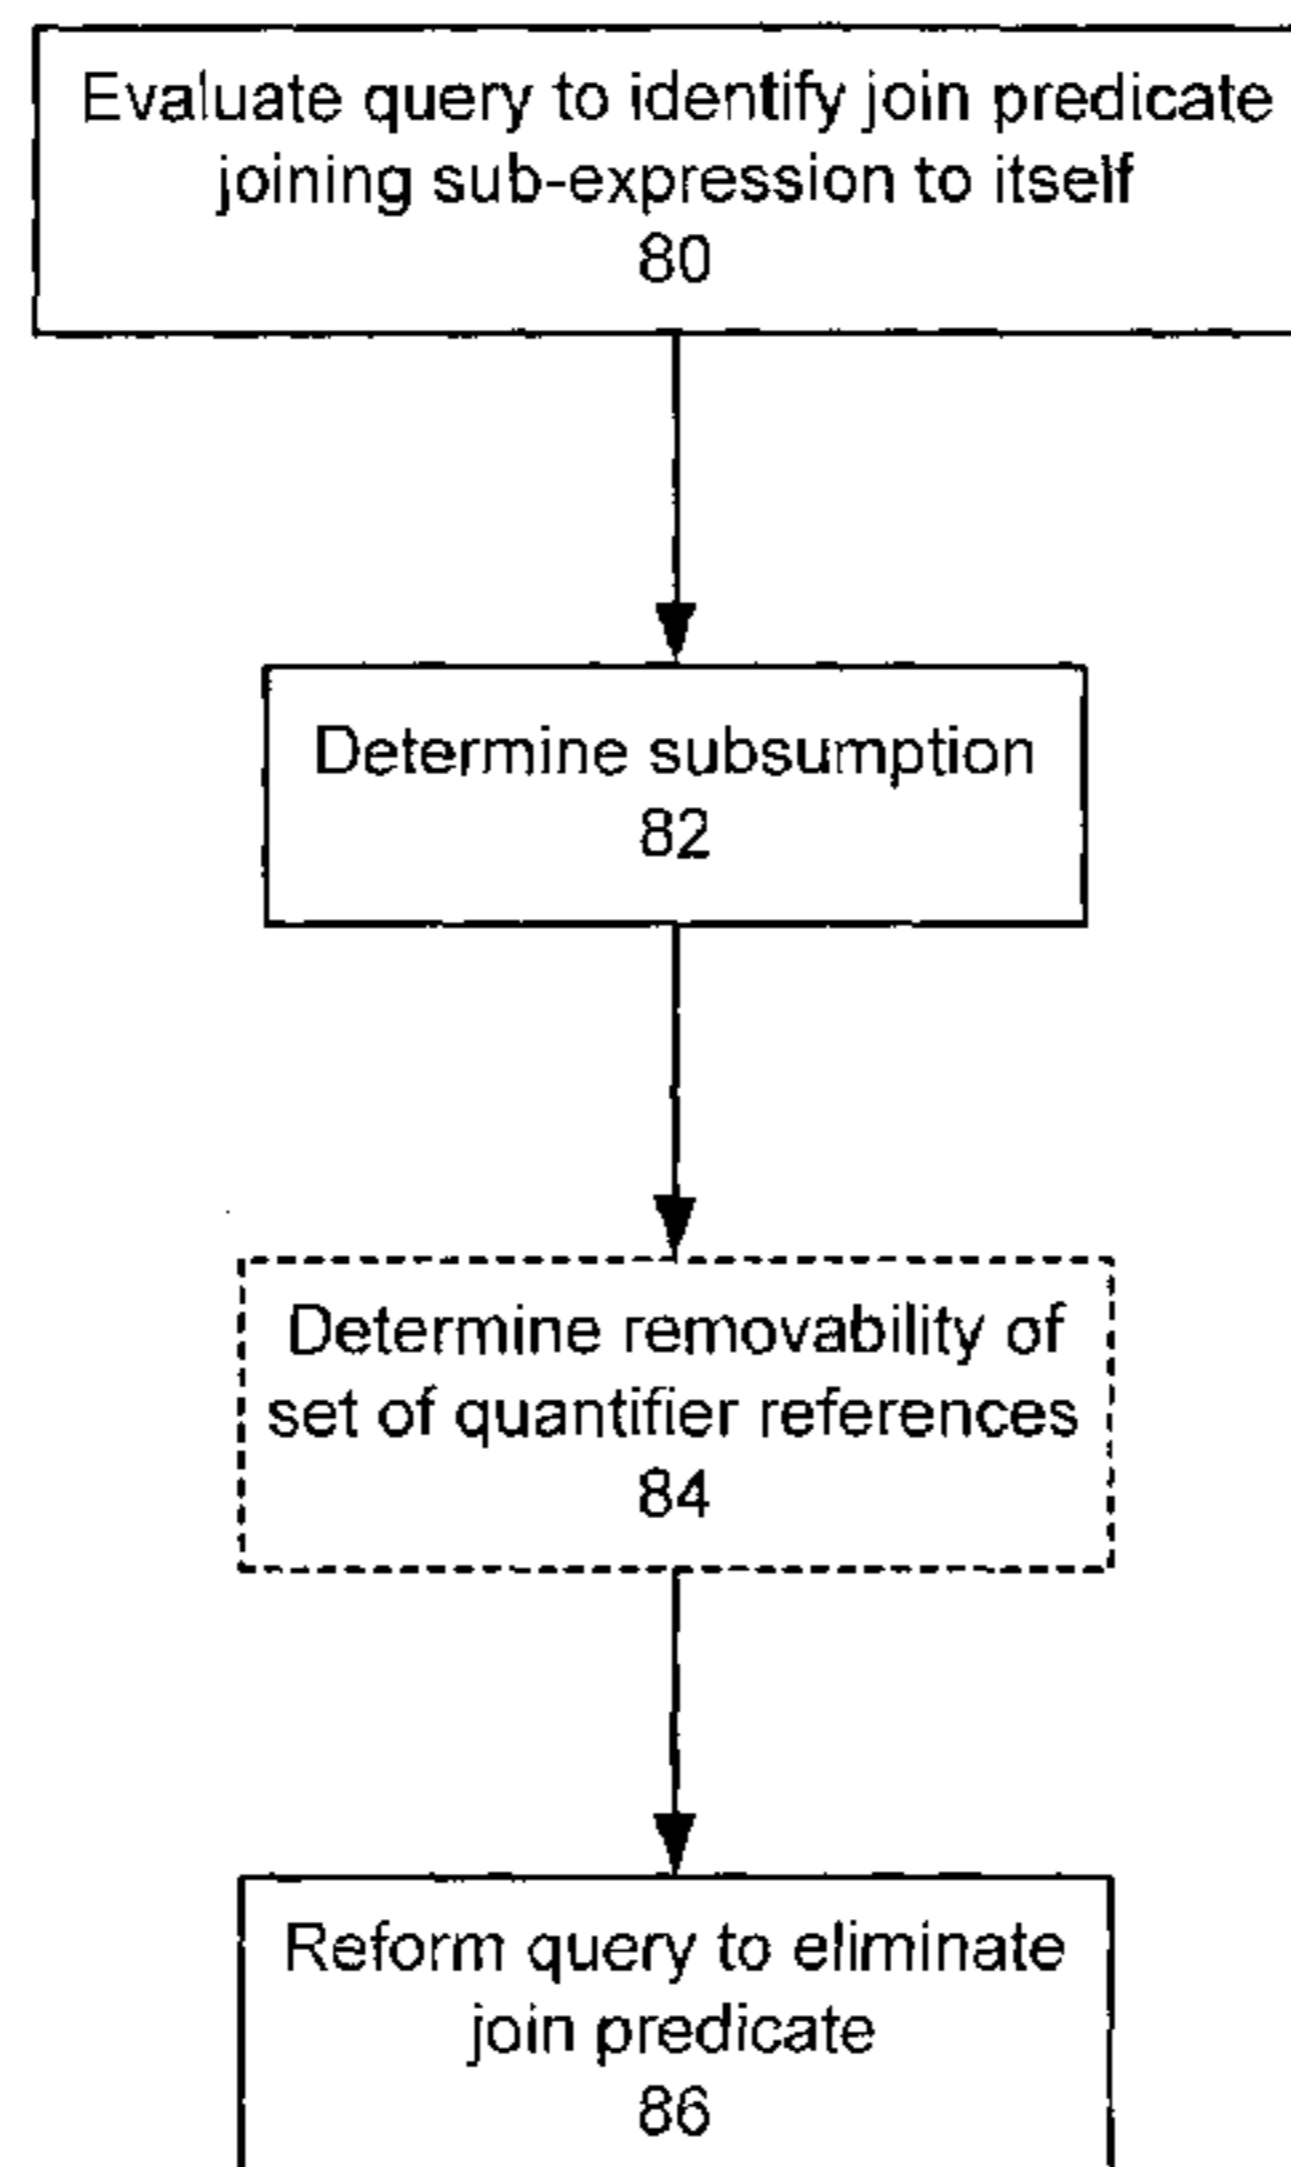 Evaluate query to identify join predicate
joining sub-expression to itself
80
Determine subsumption
82
Determine removability of
set of quantifier references
84
Reform query to eliminate
join predicate
86